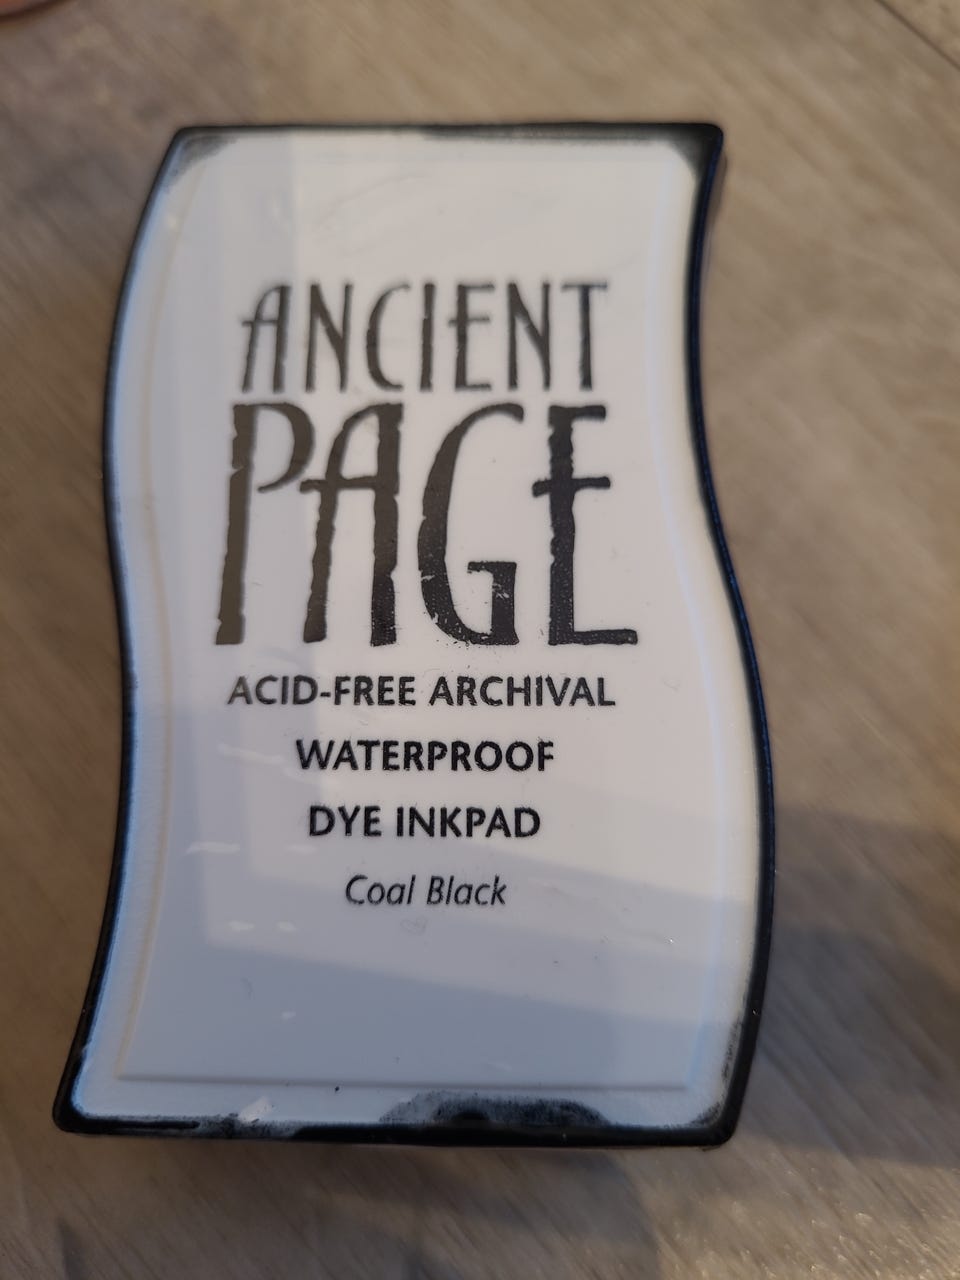 ANCIENT
PAGE
ACID-FREE ARCHIVAL
WATERPROOF
DYE INKPAD
Coal Black